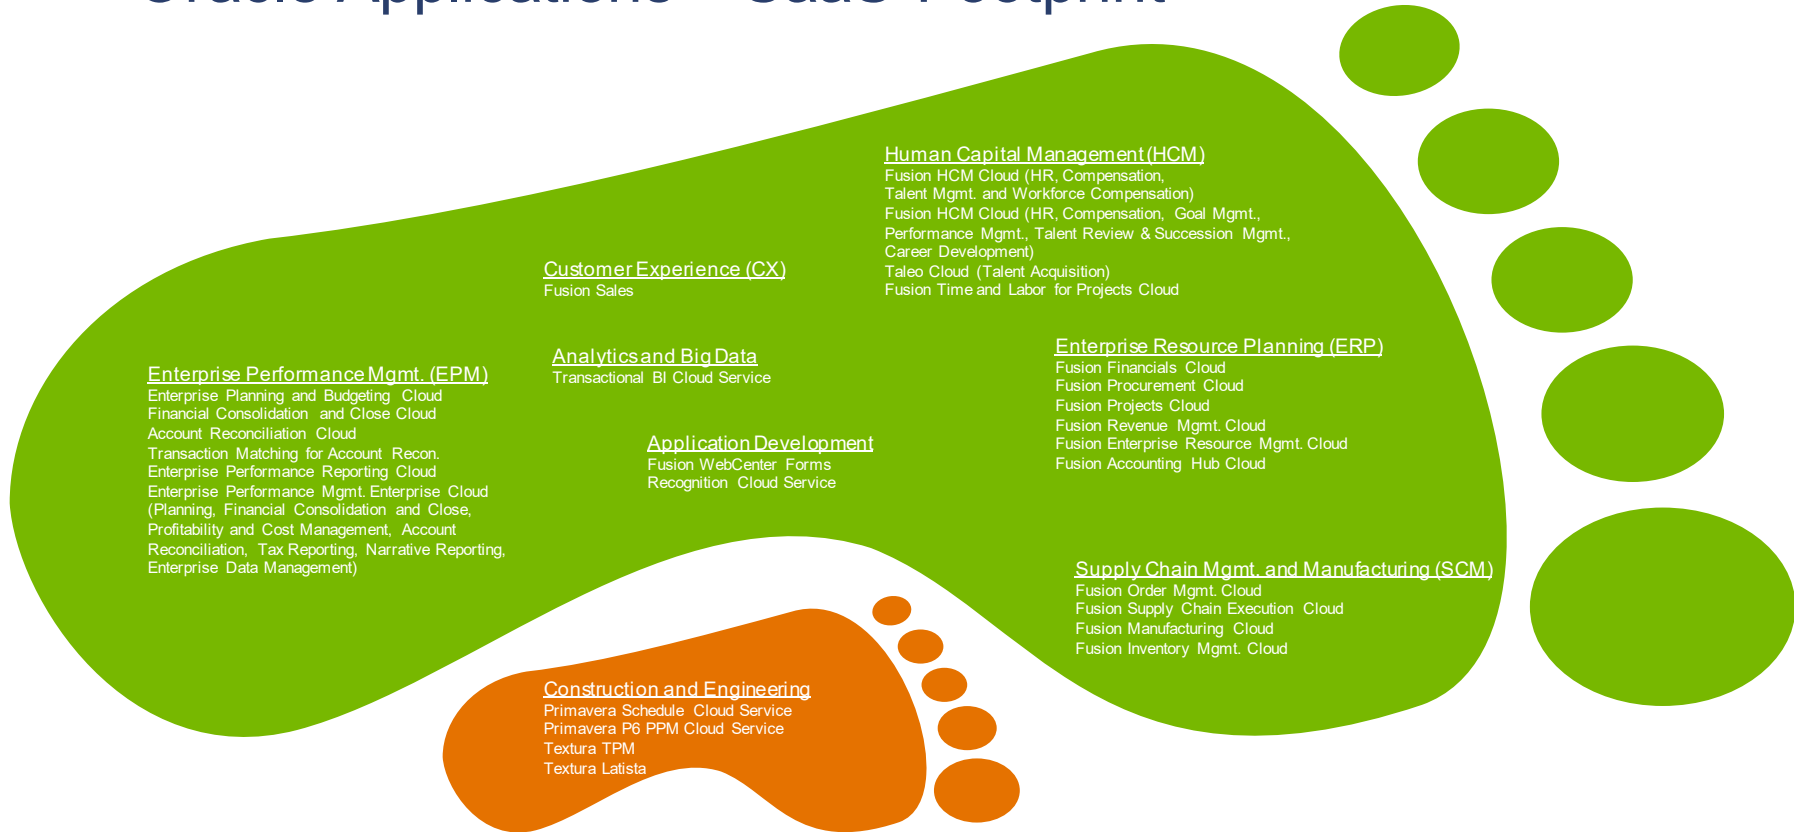 Oracle Applications – SaaS Footprint
Human Capital Management (HCM)
Fusion HCM Cloud (HR, Compensation,
Talent Mgmt. and Workforce Compensation)
Fusion HCM Cloud (HR, Compensation, Goal Mgmt.,
Performance Mgmt., Talent Review & Succession Mgmt.,
Career Development)
Taleo Cloud (Talent Acquisition)
Fusion Time and Labor for Projects Cloud
Customer Experience (CX)
Fusion Sales
Analytics and Big Data
Transactional BI Cloud Service
Enterprise Resource Planning (ERP)
Fusion Financials Cloud
Fusion Procurement Cloud
Fusion Projects Cloud
Fusion Revenue Mgmt. Cloud
Fusion Enterprise Resource Mgmt. Cloud
Fusion Accounting Hub Cloud
Enterprise Performance Mgmt. (EPM)
Enterprise Planning and Budgeting Cloud
Financial Consolidation and Close Cloud
Account Reconciliation Cloud
Transaction Matching for Account Recon.
Enterprise Performance Reporting Cloud
Enterprise Performance Mgmt. Enterprise Cloud
(Planning, Financial Consolidation and Close,
Profitability and Cost Management, Account
Reconciliation, Tax Reporting, Narrative Reporting,
Enterprise Data Management)
Application Development
Fusion WebCenter Forms
Recognition Cloud Service
Supply Chain Mgmt. and Manufacturing (SCM)
Fusion Order Mgmt. Cloud
Fusion Supply Chain Execution Cloud
Fusion Manufacturing Cloud
Fusion Inventory Mgmt. Cloud
Construction and Engineering
Primavera Schedule Cloud Service
Primavera P6 PPM Cloud Service
Textura TPM
Textura Latista